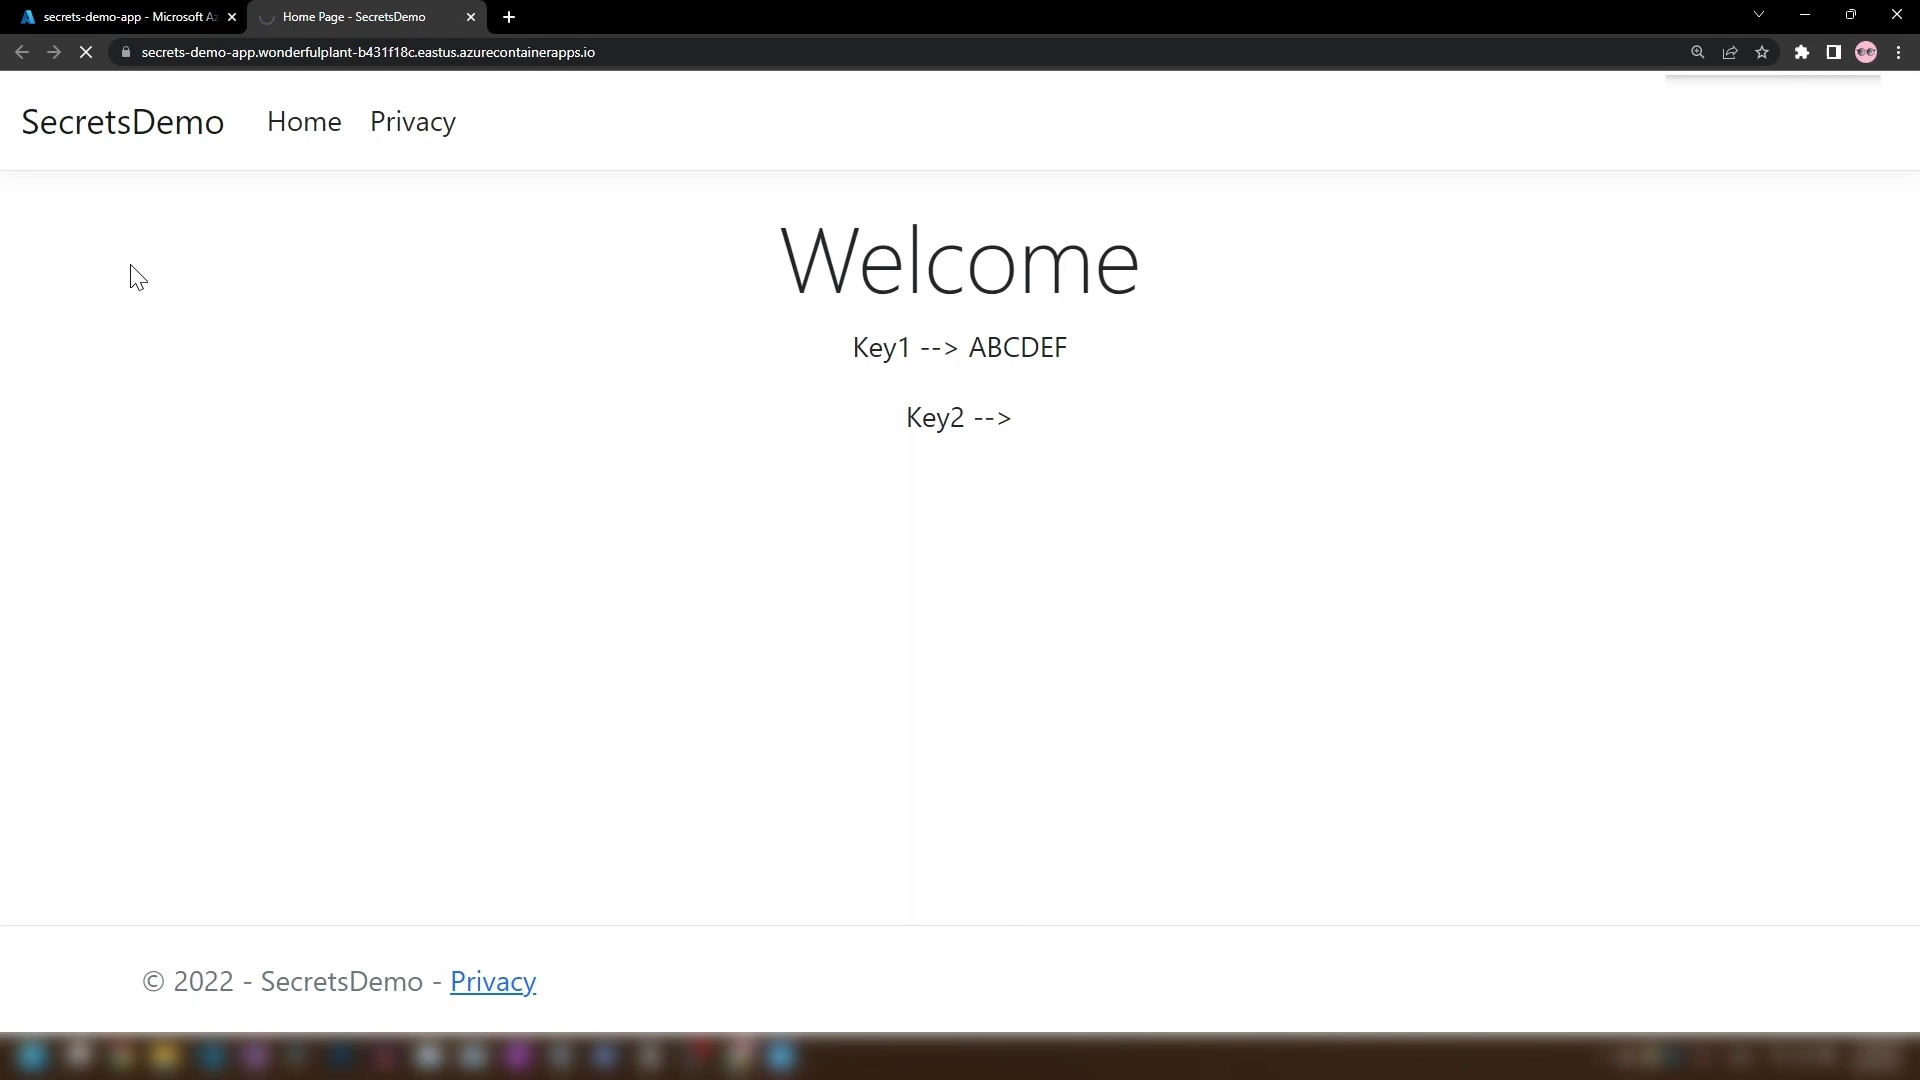 secrets-demo-app - Microsoft Az
Home Page - SecretsDemo
secrets-demo-app.wonderfulplant-b431f18c.eastus.azurecontainerapps.io
SecretsDemo Home Privacy
Welcome
Key1 --> ABCDEF
Key2 -->
© 2022 - SecretsDemo - Privacy